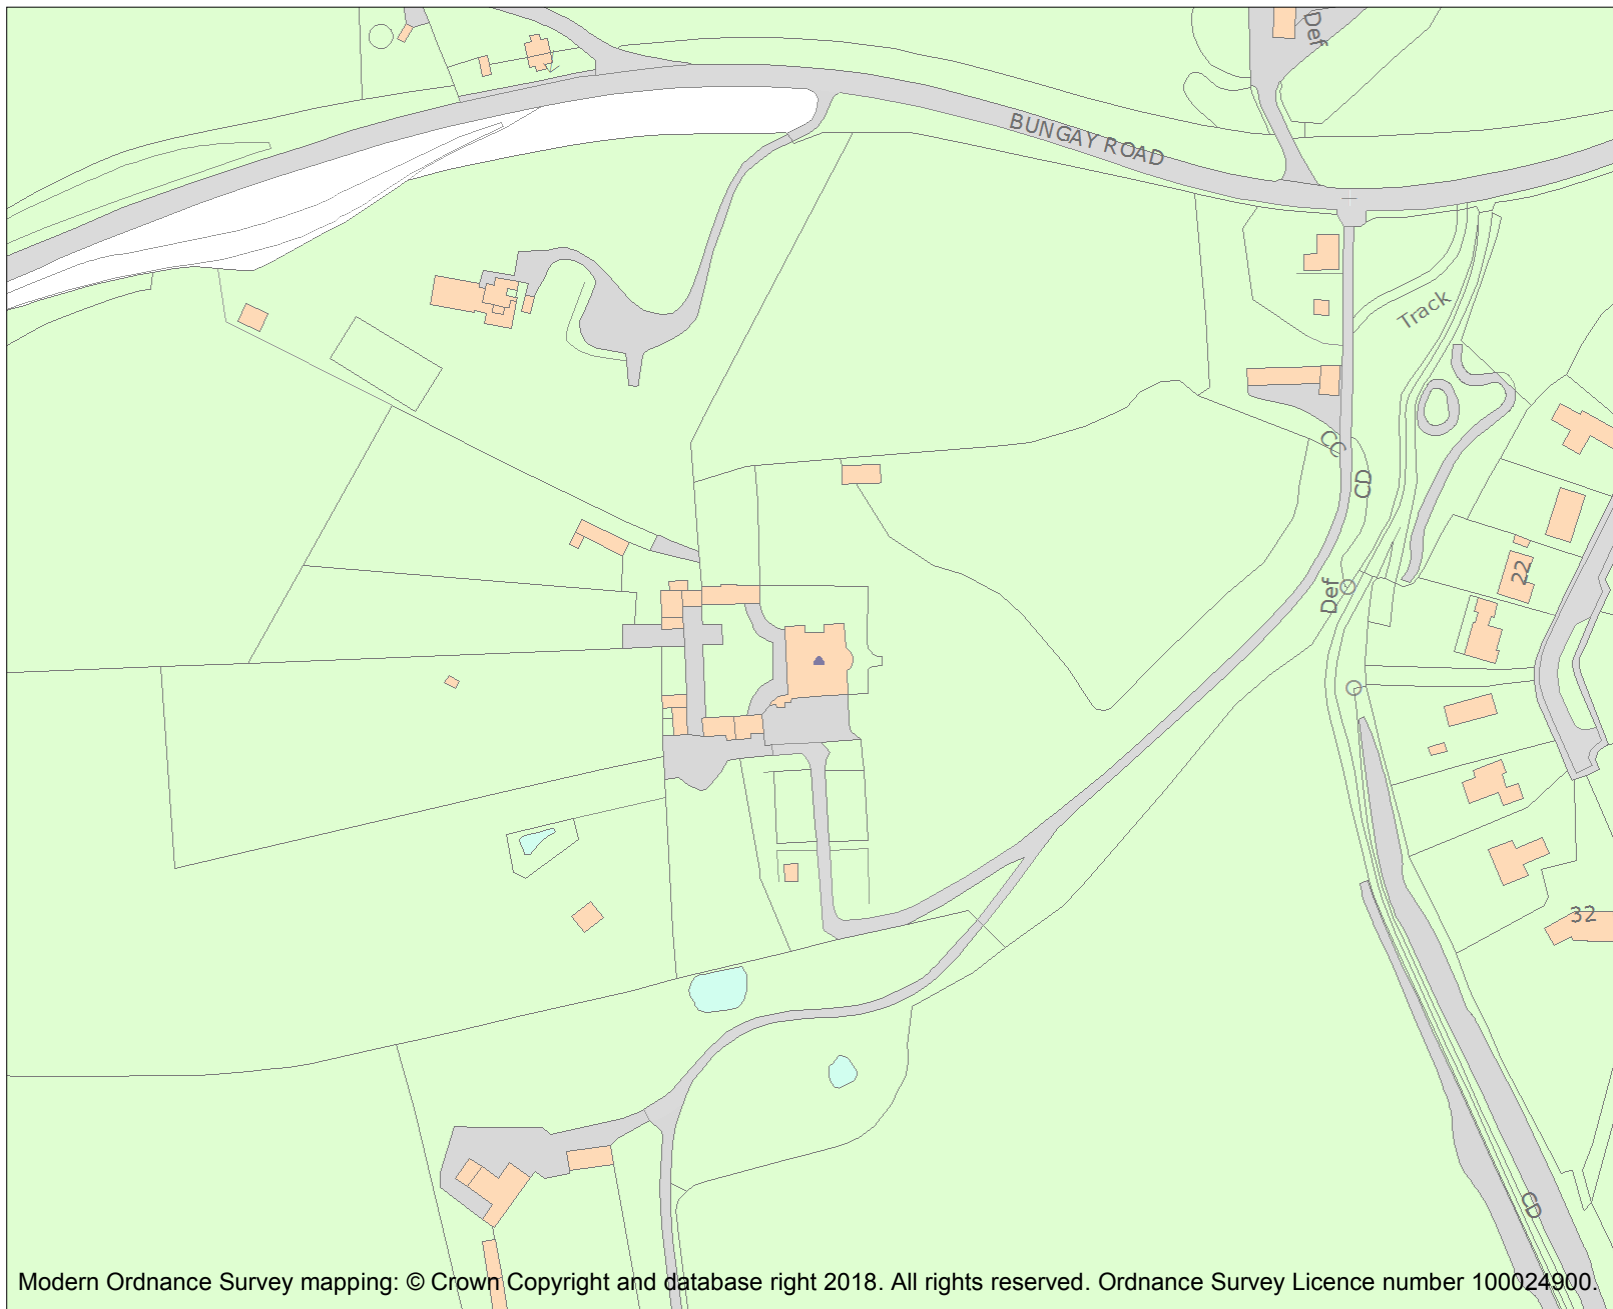 Def
BUNGAY ROAD
Track
CC
CD
22
Def
32
CD
Modern Ordnance Survey mapping: © Crown Copyright and database right 2018. All rights reserved. Ordnance Survey Licence number 100024900.